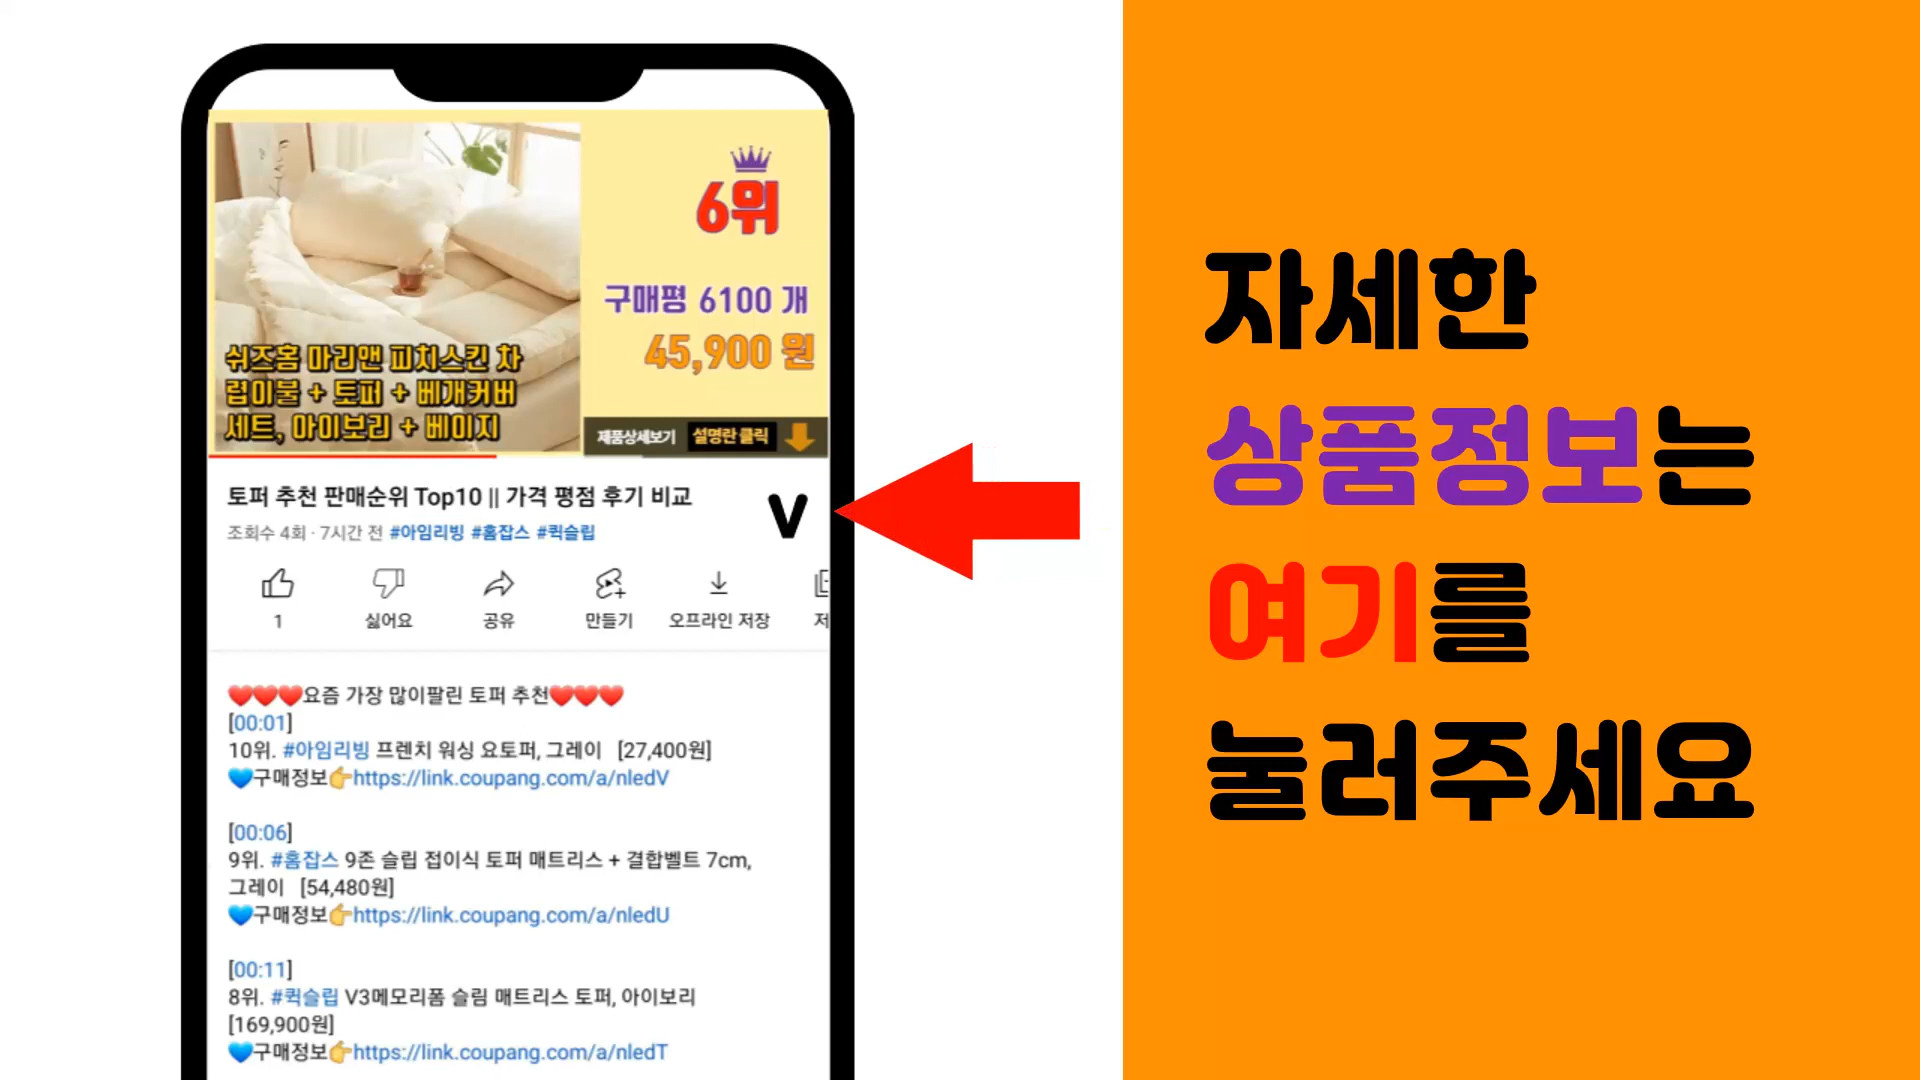 6위
구매평 6100 개
45,900 원
쉬즈홈 마리앤 피치스킨 차
렵이불 + 토퍼 + 베개커버
세트, 아이보리 + 베이지
제품상세보기 설명란 클릭
토퍼 추천 판매순위 Top10 || 가격 평점 후기 비교
V
조회수 4회 · 7시간 전 #아임리빙 #홈잡스 #퀵슬립
1 싫어요 공유 만들기 오프라인 저장 저
❤️❤️❤️요즘 가장 많이팔린 토퍼 추천❤️❤️❤️
[00:01]
10위. #아임리빙 프렌치 워싱 요토퍼, 그레이 [27,400원]
💙구매정보👉https://link.coupang.com/a/nledV
[00:06]
9위. #홈잡스 9존 슬립 접이식 토퍼 매트리스 + 결합벨트 7cm,
그레이 [54,480원]
💙구매정보👉https://link.coupang.com/a/nledU
[00:11]
8위. #퀵슬립 V3메모리폼 슬림 매트리스 토퍼, 아이보리
[169,900원]
💙구매정보👉https://link.coupang.com/a/nledT
자세한
상품정보는
여기를
눌러주세요